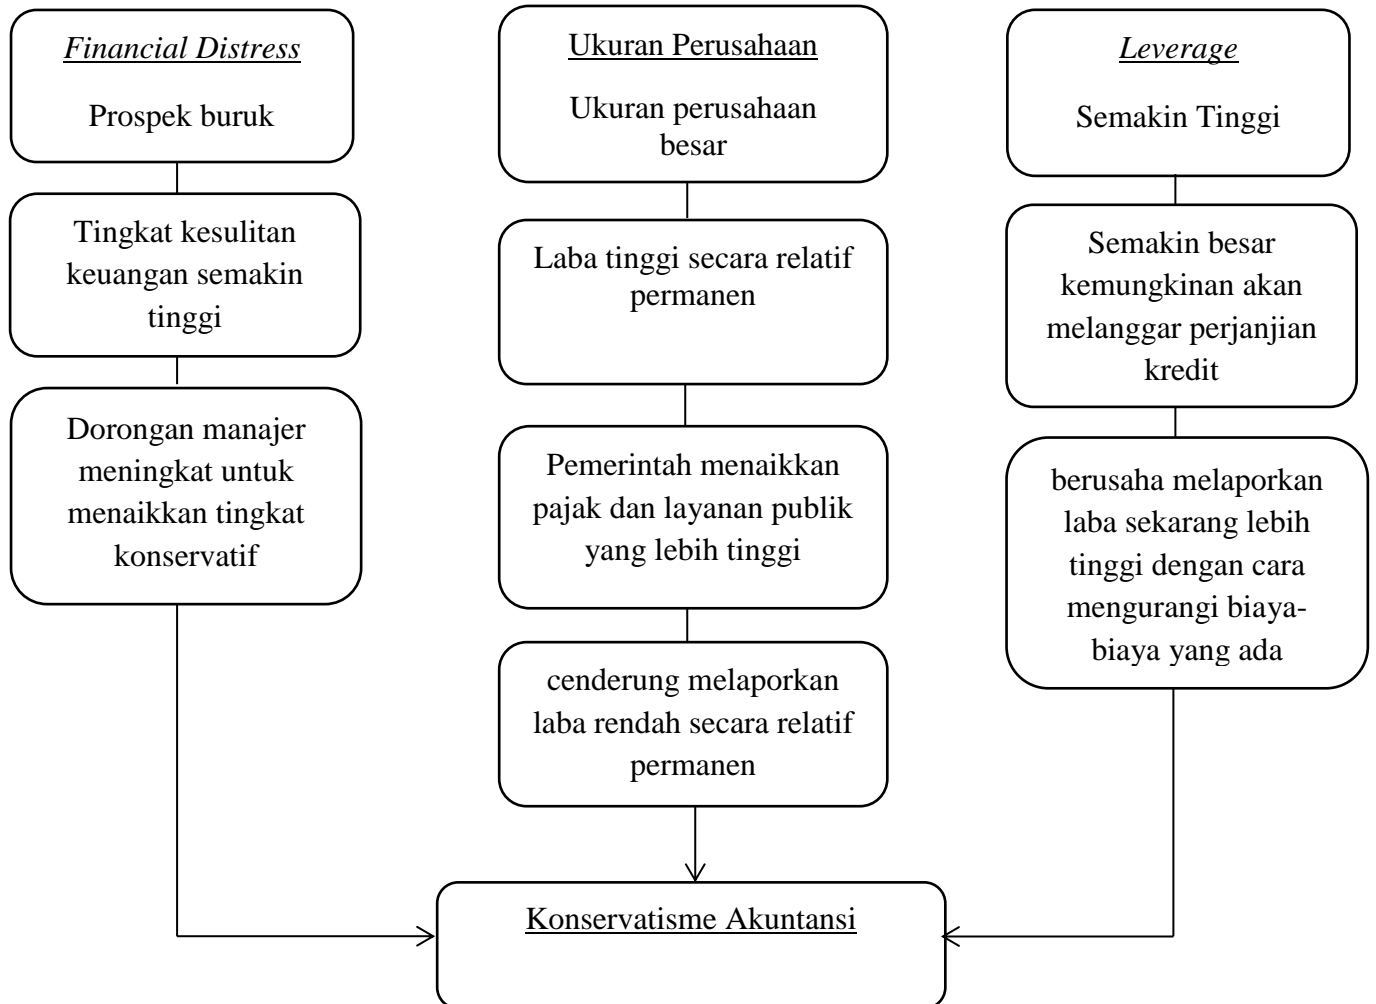 Financial Distress
Prospek buruk
Tingkat kesulitan
keuangan semakin
tinggi
Dorongan manajer
meningkat untuk
menaikkan tingkat
konservatif
Ukuran Perusahaan
Ukuran perusahaan
besar
Laba tinggi secara relatif
permanen
Pemerintah menaikkan
pajak dan layanan publik
yang lebih tinggi
cenderung melaporkan
laba rendah secara relatif
permanen
Leverage
Semakin Tinggi
Semakin besar
kemungkinan akan
melanggar perjanjian
kredit
berusaha melaporkan
laba sekarang lebih
tinggi dengan cara
mengurangi biaya-
biaya yang ada
Konservatisme Akuntansi